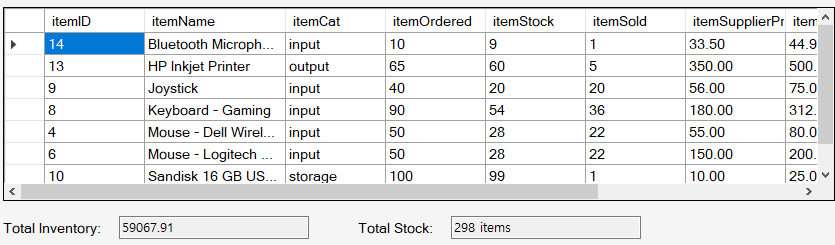 itemID itemName itemCat itemOrdered itemStock itemSold itemSupplierPr item
14 Bluetooth Microph... input 10 9 1 33.50 44.9
13 HP Inkjet Printer output 65 60 5 350.00 500.
9 Joystick input 40 20 20 56.00 75.0
8 Keyboard - Gaming input 90 54 36 180.00 312.
4 Mouse - Dell Wirel... input 50 28 22 55.00 80.0
6 Mouse - Logitech ... input 50 28 22 150.00 200.
10 Sandisk 16 GB US... storage 100 99 1 10.00 25.0
Total Inventory: 59067.91 Total Stock: 298 items